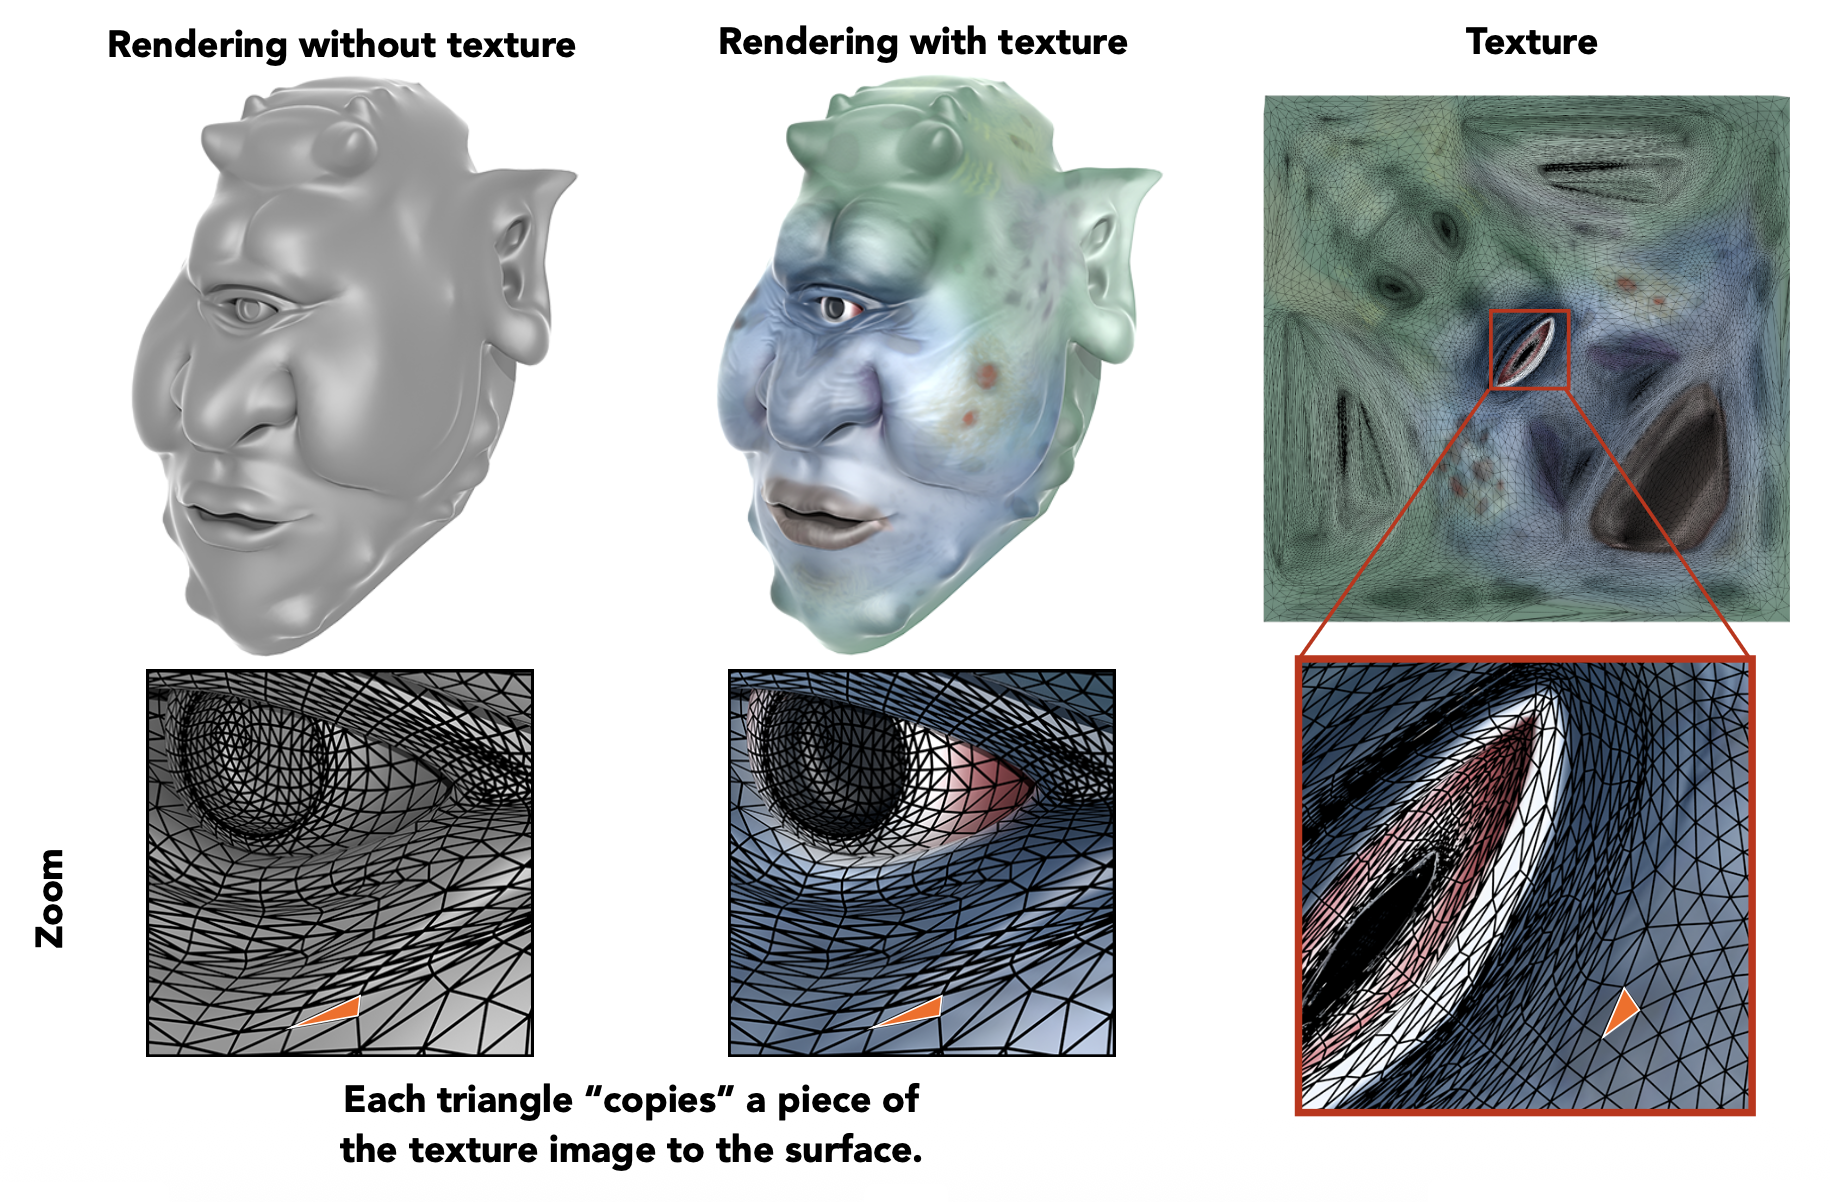 Rendering without texture
Rendering with texture
Texture
Zoom
Each triangle “copies” a piece of
the texture image to the surface.